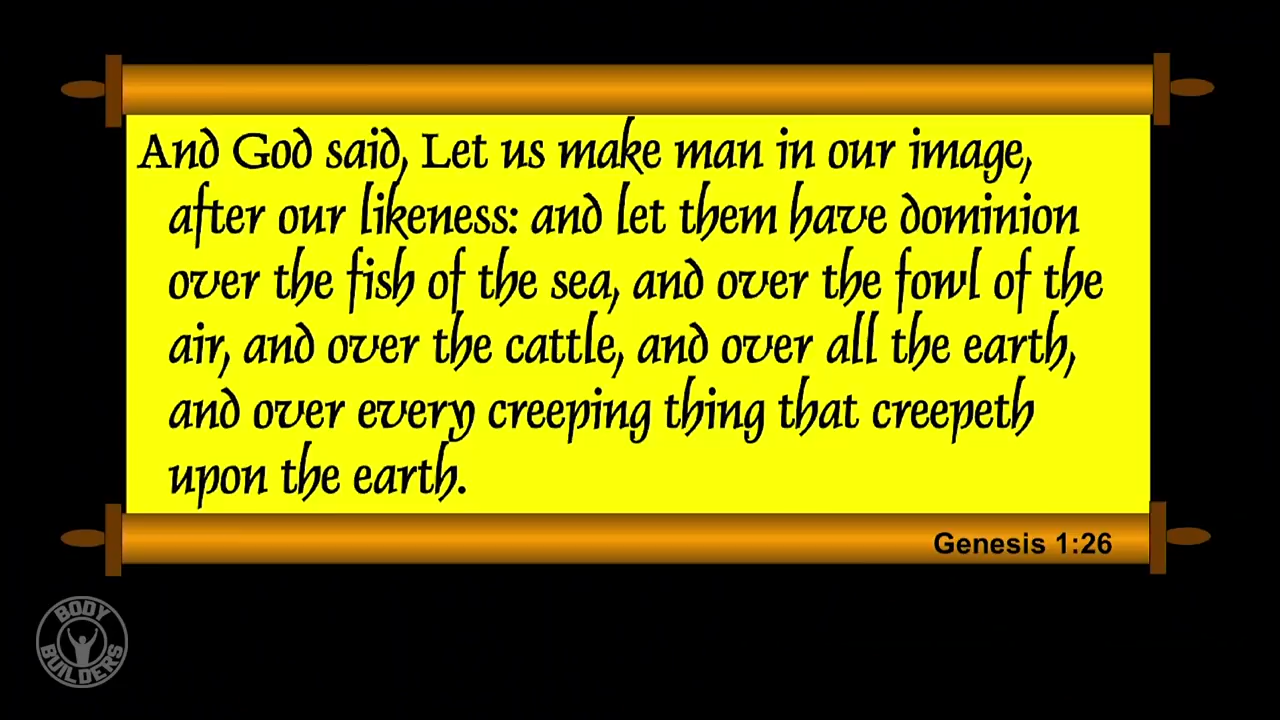 And God said, Let us make man in our image,
after our likeness: and let them have dominion
over the fish of the sea, and over the fowl of the
air, and over the cattle, and over all the earth,
and over every creeping thing that creepeth
upon the earth.
Genesis 1:26
BODY
BUILDERS